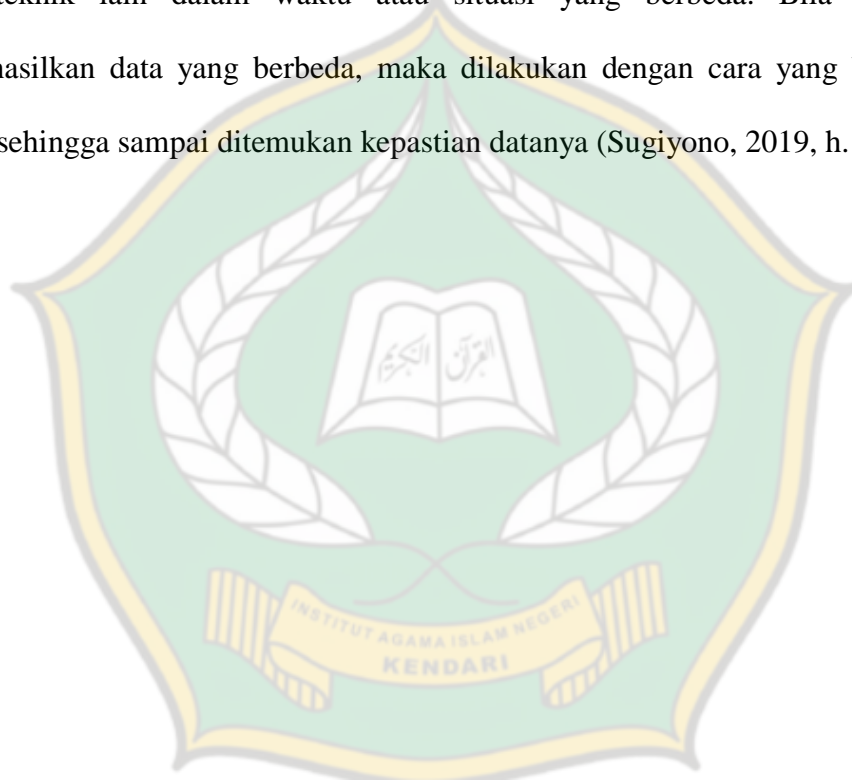 teknik lain dalam waktu atau situasi yang berbeda. Bila
hasilkan data yang berbeda, maka dilakukan dengan cara yang
sehingga sampai ditemukan kepastian datanya (Sugiyono, 2019, h.
القرآن الكريم
INSTITUT AGAMA ISLAM NEGERI
KENDARI